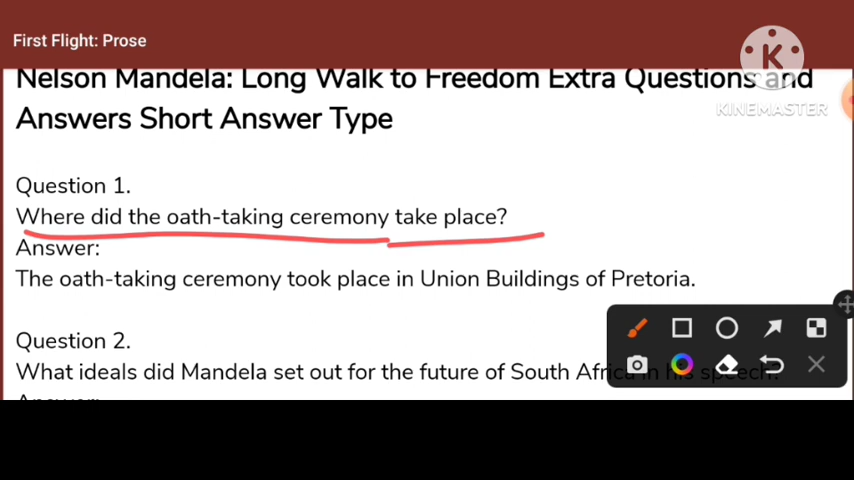 First Flight: Prose
Nelson Mandela: Long Walk to Freedom Extra Questions and
Answers Short Answer Type
K
KINEMASTER
Question 1.
Where did the oath-taking ceremony take place?
Answer:
The oath-taking ceremony took place in Union Buildings of Pretoria.
Question 2.
What ideals did Mandela set out for the future of South Africa in his speech?
Answer: